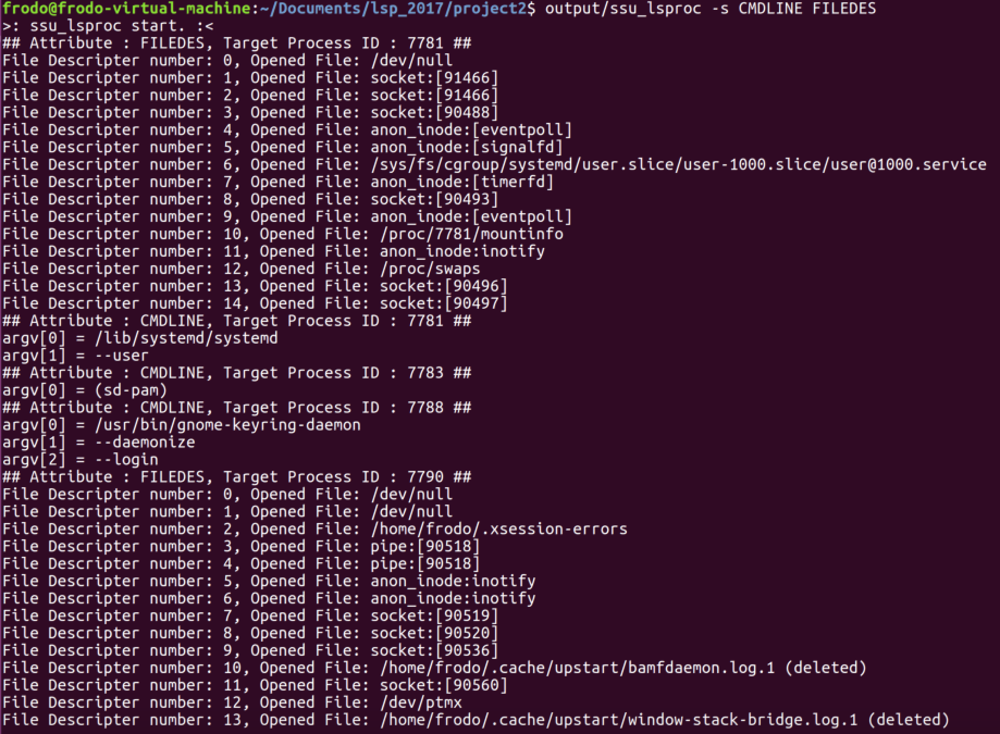 frodo@frodo-virtual-machine:~/Documents/lsp_2017/project2$ output/ssu_lsproc -s CMDLINE FILEDES
>: ssu_lsproc start. :<
## Attribute : FILEDES, Target Process ID : 7781 ##
File Descripter number: 0, Opened File: /dev/null
File Descripter number: 1, Opened File: socket:[91466]
File Descripter number: 2, Opened File: socket:[91466]
File Descripter number: 3, Opened File: socket:[90488]
File Descripter number: 4, Opened File: anon_inode:[eventpoll]
File Descripter number: 5, Opened File: anon_inode:[signalfd]
File Descripter number: 6, Opened File: /sys/fs/cgroup/systemd/user.slice/user-1000.slice/user@1000.service
File Descripter number: 7, Opened File: anon_inode:[timerfd]
File Descripter number: 8, Opened File: socket:[90493]
File Descripter number: 9, Opened File: anon_inode:[eventpoll]
File Descripter number: 10, Opened File: /proc/7781/mountinfo
File Descripter number: 11, Opened File: anon_inode:inotify
File Descripter number: 12, Opened File: /proc/swaps
File Descripter number: 13, Opened File: socket:[90496]
File Descripter number: 14, Opened File: socket:[90497]
## Attribute : CMDLINE, Target Process ID : 7781 ##
argv[0] = /lib/systemd/systemd
argv[1] = --user
## Attribute : CMDLINE, Target Process ID : 7783 ##
argv[0] = (sd-pam)
## Attribute : CMDLINE, Target Process ID : 7788 ##
argv[0] = /usr/bin/gnome-keyring-daemon
argv[1] = --daemonize
argv[2] = --login
## Attribute : FILEDES, Target Process ID : 7790 ##
File Descripter number: 0, Opened File: /dev/null
File Descripter number: 1, Opened File: /dev/null
File Descripter number: 2, Opened File: /home/frodo/.xsession-errors
File Descripter number: 3, Opened File: pipe:[90518]
File Descripter number: 4, Opened File: pipe:[90518]
File Descripter number: 5, Opened File: anon_inode:inotify
File Descripter number: 6, Opened File: anon_inode:inotify
File Descripter number: 7, Opened File: socket:[90519]
File Descripter number: 8, Opened File: socket:[90520]
File Descripter number: 9, Opened File: socket:[90536]
File Descripter number: 10, Opened File: /home/frodo/.cache/upstart/bamfdaemon.log.1 (deleted)
File Descripter number: 11, Opened File: socket:[90560]
File Descripter number: 12, Opened File: /dev/ptmx
File Descripter number: 13, Opened File: /home/frodo/.cache/upstart/window-stack-bridge.log.1 (deleted)